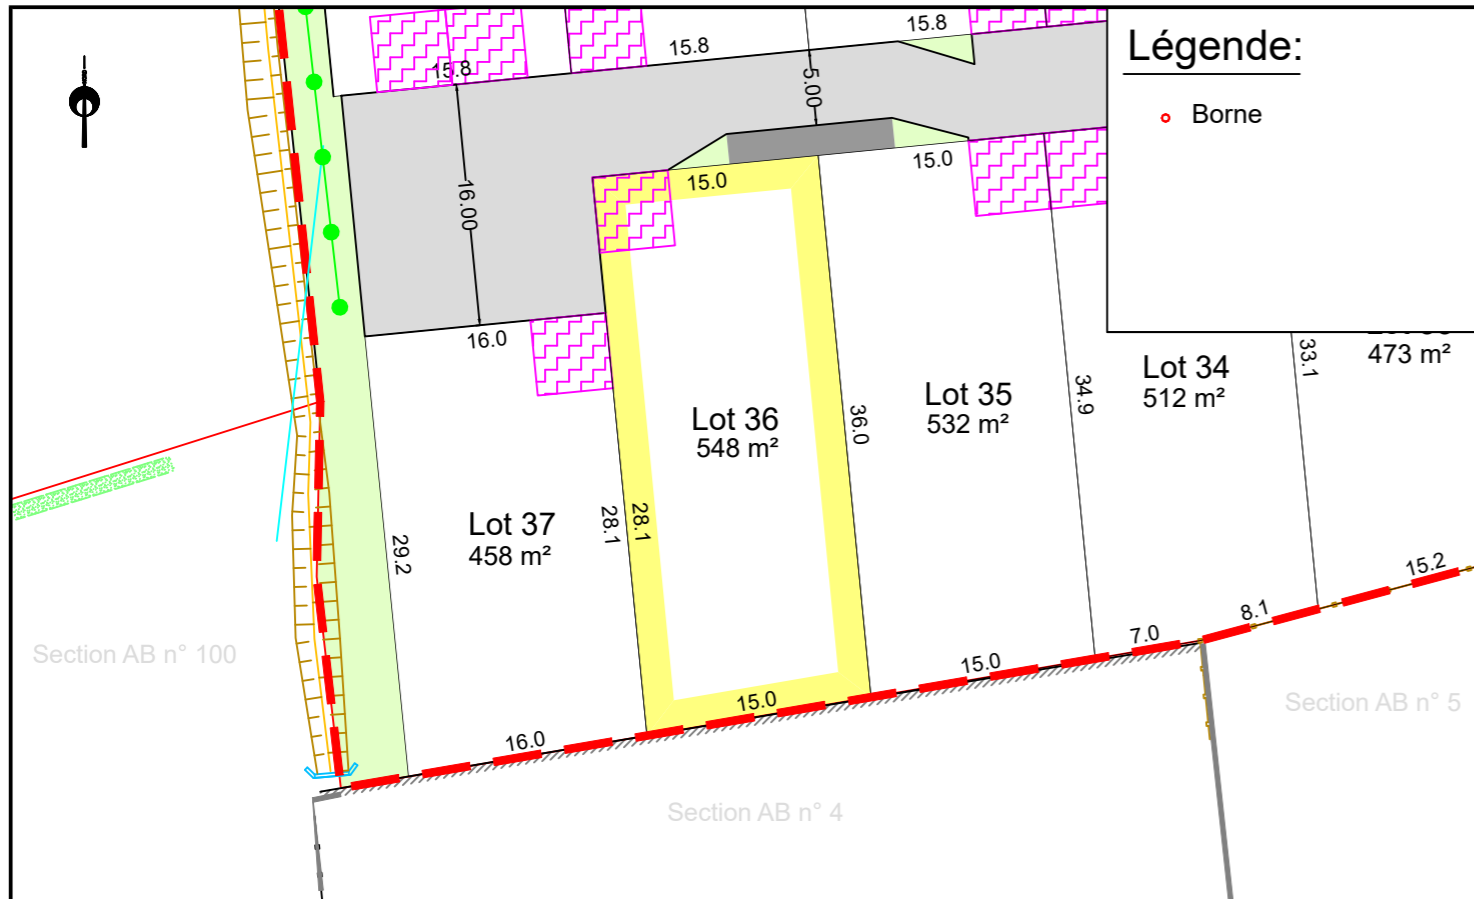 15.8
15.8
15.8
5.00
16.00
15.0
15.0
16.0
Légende:
Borne
33.1
473 m²
Lot 34
512 m²
34.9
Lot 35
532 m²
36.0
Lot 36
548 m²
28.1
28.1
Lot 37
458 m²
29.2
15.2
8.1
7.0
15.0
15.0
16.0
Section AB n° 100
Section AB n° 5
Section AB n° 4